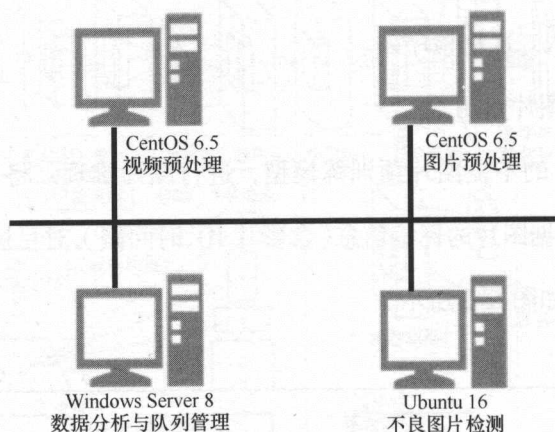 CentOS 6.5
视频预处理
CentOS 6.5
图片预处理
Windows Server 8
数据分析与队列管理
Ubuntu 16
不良图片检测